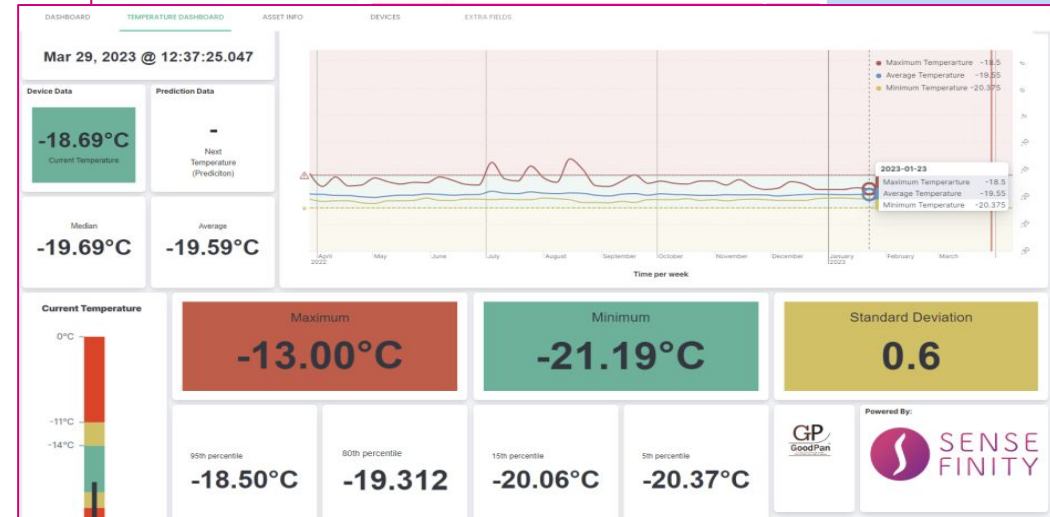 DASHBOARD TEMPERATURE DASHBOARD ASSET INFO DEVICES EXTRA FIELDS
Mar 29, 2023 @ 12:37:25.047
Device Data
-18.69°C
Current Temperature
Prediction Data
-
Next
Temperature
(Prediciton)
Median
-19.69°C
Average
-19.59°C
Maximum Temperarture -18.5
Average Temperature -19.55
Minimum Temperature -20.375
2023-01-23
Maximum Temperarture -18.5
Average Temperature -19.55
Minimum Temperature -20.375
April May June July August September October November December January February March
2022 2023
Time per week
Current Temperature
0°C
-11°C
-14°C
Maximum
-13.00°C
Minimum
-21.19°C
Standard Deviation
0.6
95th percentile
-18.50°C
80th percentile
-19.312
15th percentile
-20.06°C
5th percentile
-20.37°C
GP
GoodPan
Powered By:
SENSE
FINITY